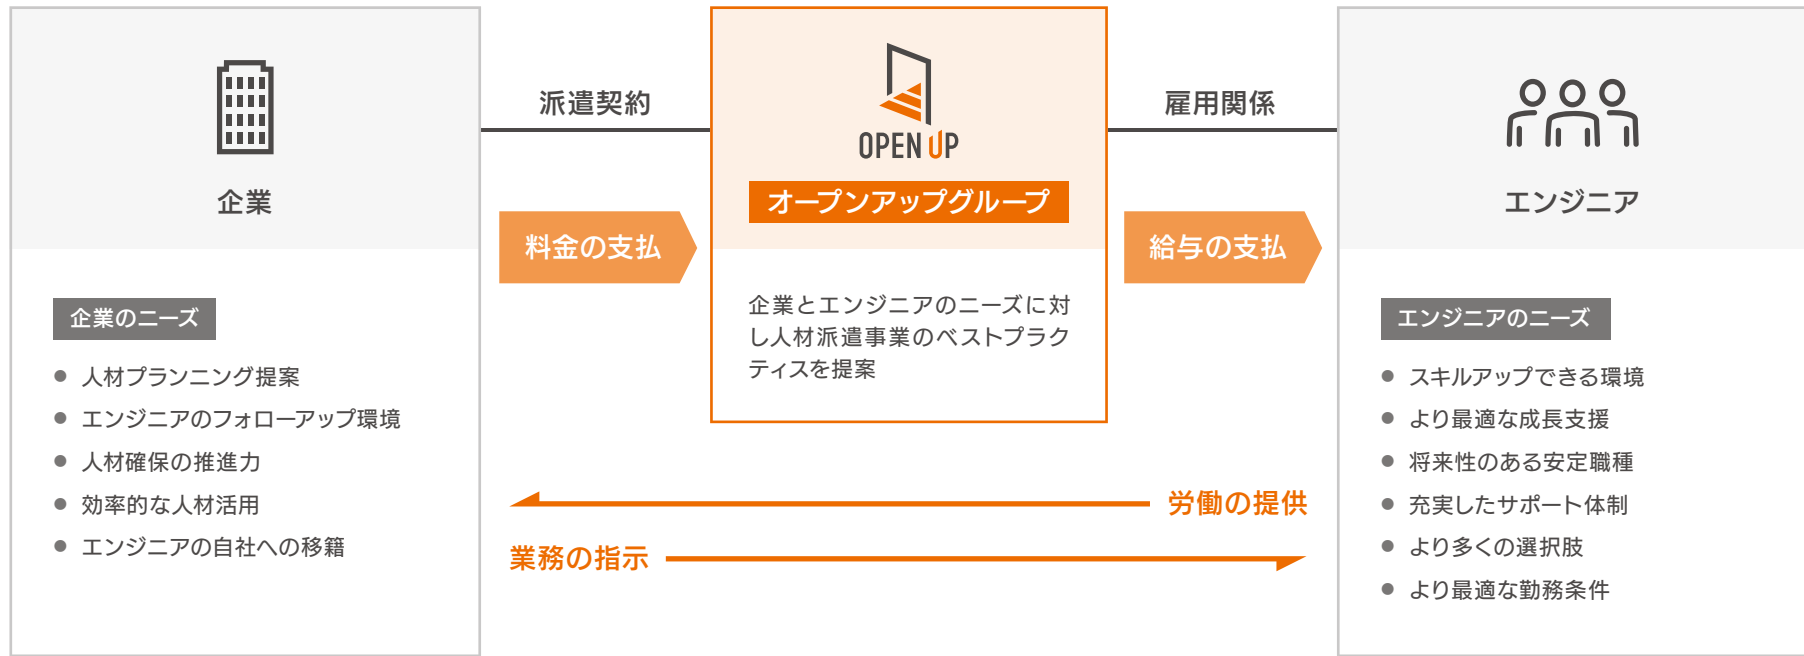 企業
企業のニーズ
人材プランニング提案
エンジニアのフォローアップ環境
人材確保の推進力
効率的な人材活用
エンジニアの自社への移籍
派遣契約
料金の支払
OPEN UP
オープンアップグループ
企業とエンジニアのニーズに対
し人材派遣事業のベストプラク
ティスを提案
雇用関係
給与の支払
労働の提供
業務の指示
エンジニア
エンジニアのニーズ
スキルアップできる環境
より最適な成長支援
将来性のある安定職種
充実したサポート体制
より多くの選択肢
より最適な勤務条件